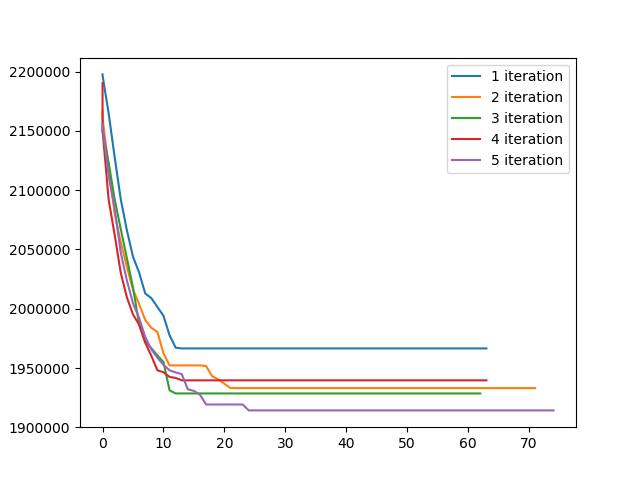 2200000
2150000
2100000
2050000
2000000
1950000
1900000
0 10 20 30 40 50 60 70
1 iteration
2 iteration
3 iteration
4 iteration
5 iteration